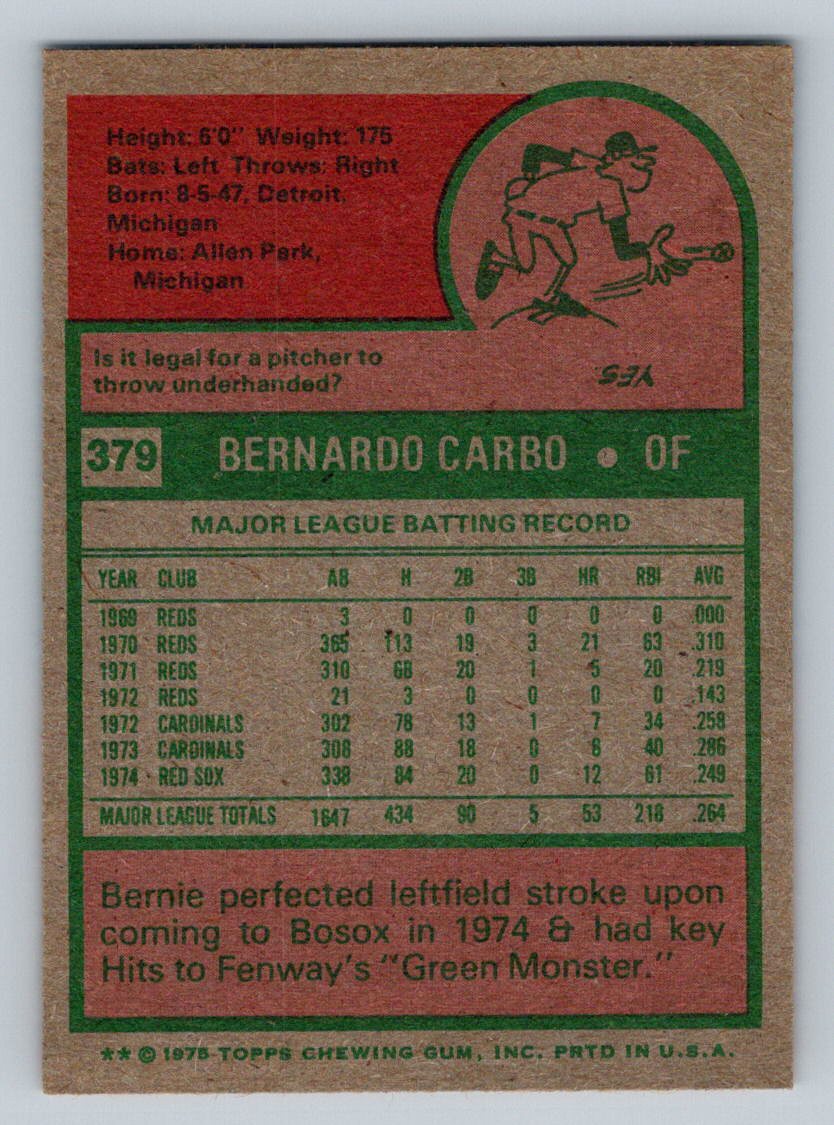 Height: 6'0" Weight: 175
Bats: Left Throws: Right
Born: 8-5-47, Detroit,
Michigan
Home: Allen Park,
Michigan
Is it legal for a pitcher to
throw underhanded?
YES.
379 BERNARDO CARBO • OF
MAJOR LEAGUE BATTING RECORD
YEAR CLUB AB H 2B 3B HR RBI AVG
1969 REDS 3 0 0 0 0 0 .000
1970 REDS 365 113 19 3 21 63 .310
1971 REDS 310 68 20 1 5 20 .219
1972 REDS 21 3 0 0 0 0 .143
1972 CARDINALS 302 78 13 1 7 34 .258
1973 CARDINALS 308 88 18 0 8 40 .286
1974 RED SOX 338 84 20 0 12 61 .249
MAJOR LEAGUE TOTALS 1647 434 90 5 53 218 .264
Bernie perfected leftfield stroke upon
coming to Bosox in 1974 & had key
Hits to Fenway's "Green Monster."
** © 1975 TOPPS CHEWING GUM, INC. PRTD IN U.S.A.